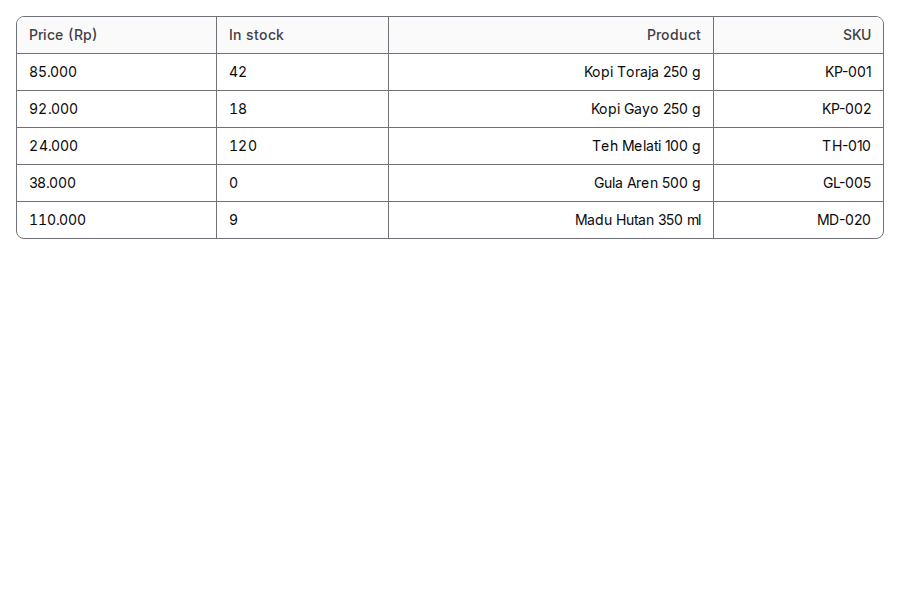 Price (Rp) In stock Product SKU
85.000 42 Kopi Toraja 250 g KP-001
92.000 18 Kopi Gayo 250 g KP-002
24.000 120 Teh Melati 100 g TH-010
38.000 0 Gula Aren 500 g GL-005
110.000 9 Madu Hutan 350 ml MD-020